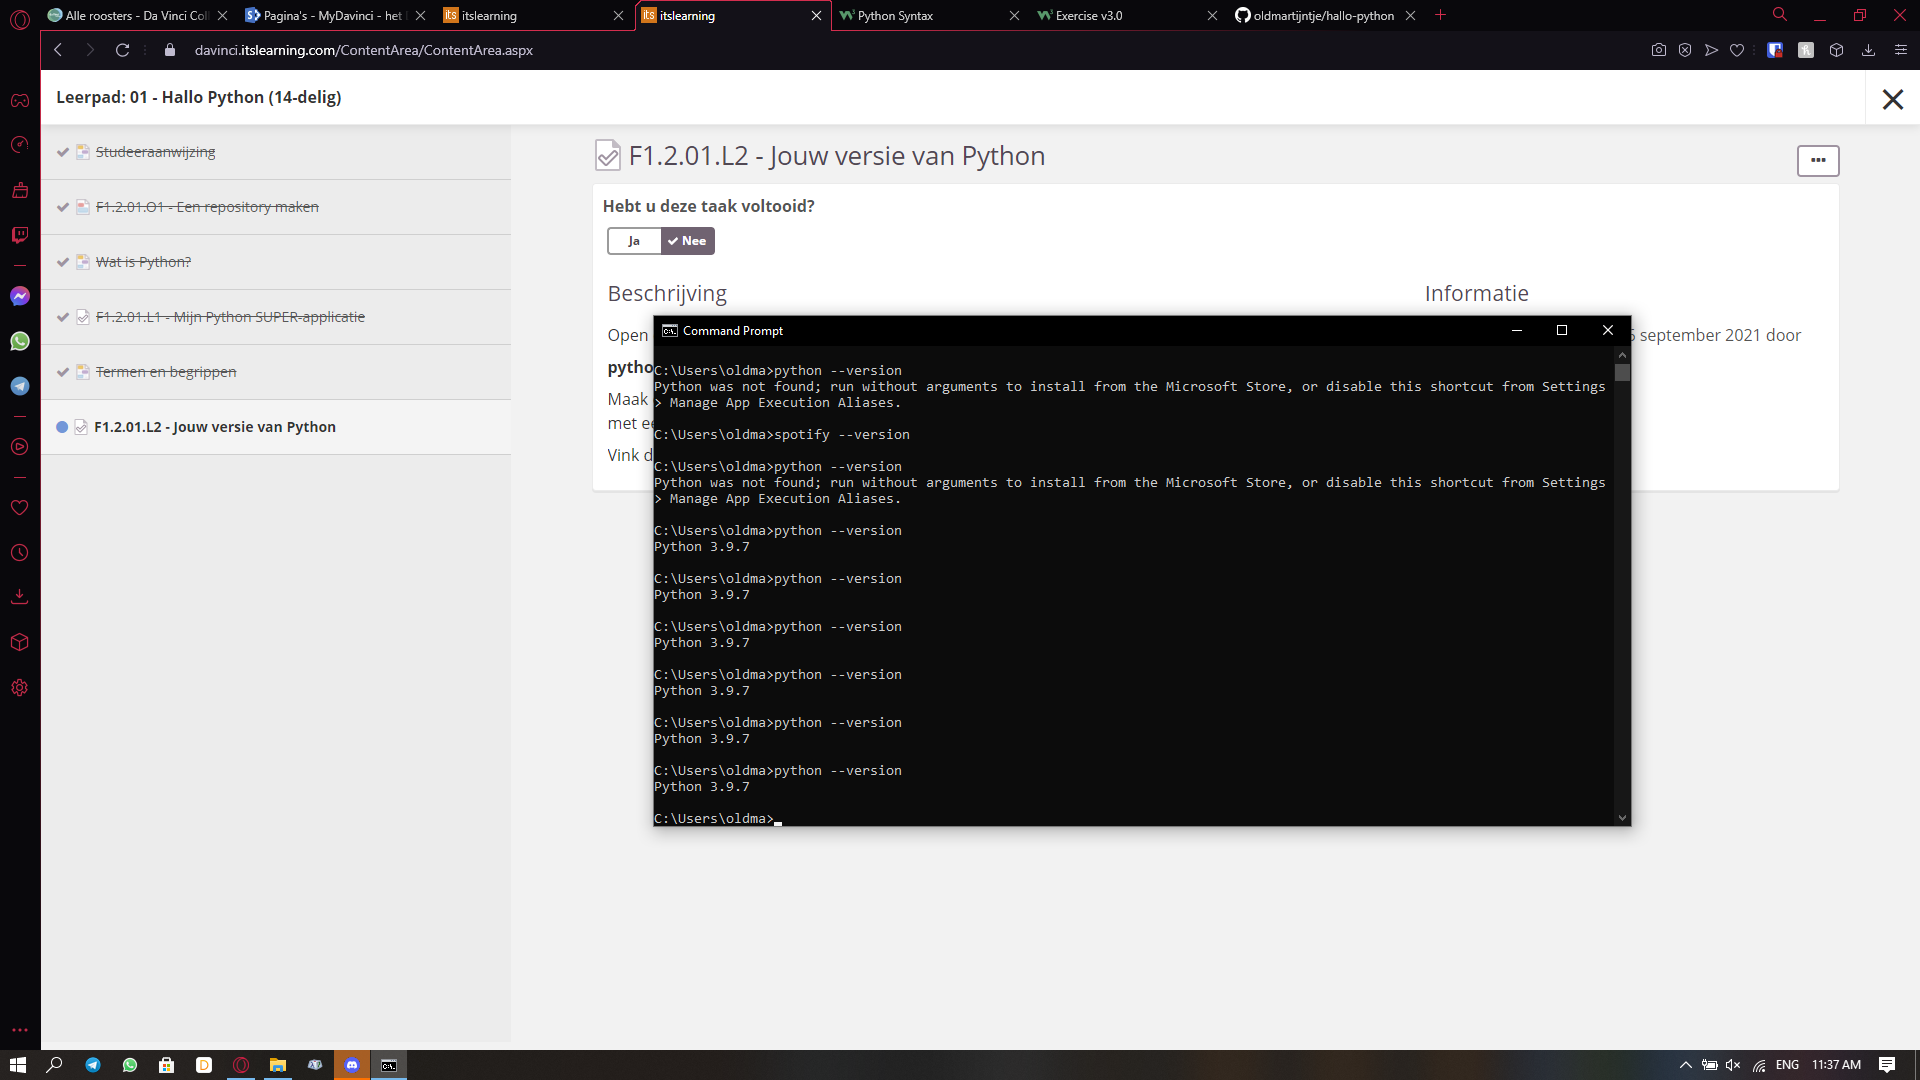 Alle roosters - Da Vinci Col
Pagina's - MyDavinci - het
itslearning
itslearning
Python Syntax
Exercise v3.0
oldmartijntje/hallo-python
davinci.itslearning.com/ContentArea/ContentArea.aspx
Leerpad: 01 - Hallo Python (14-delig)
Studeeraanwijzing
F1.2.01.O1 - Een repository maken
Wat is Python?
F1.2.01.L1 - Mijn Python SUPER-applicatie
Termen en begrippen
F1.2.01.L2 - Jouw versie van Python
F1.2.01.L2 - Jouw versie van Python
Hebt u deze taak voltooid?
Ja
Nee
Beschrijving
Informatie
Open
september 2021 door
pytho
Maak
met e
Vink d
Command Prompt
C:\Users\oldma>python --version
Python was not found; run without arguments to install from the Microsoft Store, or disable this shortcut from Settings
> Manage App Execution Aliases.
C:\Users\oldma>spotify --version
C:\Users\oldma>python --version
Python was not found; run without arguments to install from the Microsoft Store, or disable this shortcut from Settings
> Manage App Execution Aliases.
C:\Users\oldma>python --version
Python 3.9.7
C:\Users\oldma>python --version
Python 3.9.7
C:\Users\oldma>python --version
Python 3.9.7
C:\Users\oldma>python --version
Python 3.9.7
C:\Users\oldma>python --version
Python 3.9.7
C:\Users\oldma>python --version
Python 3.9.7
C:\Users\oldma>
ENG
11:37 AM